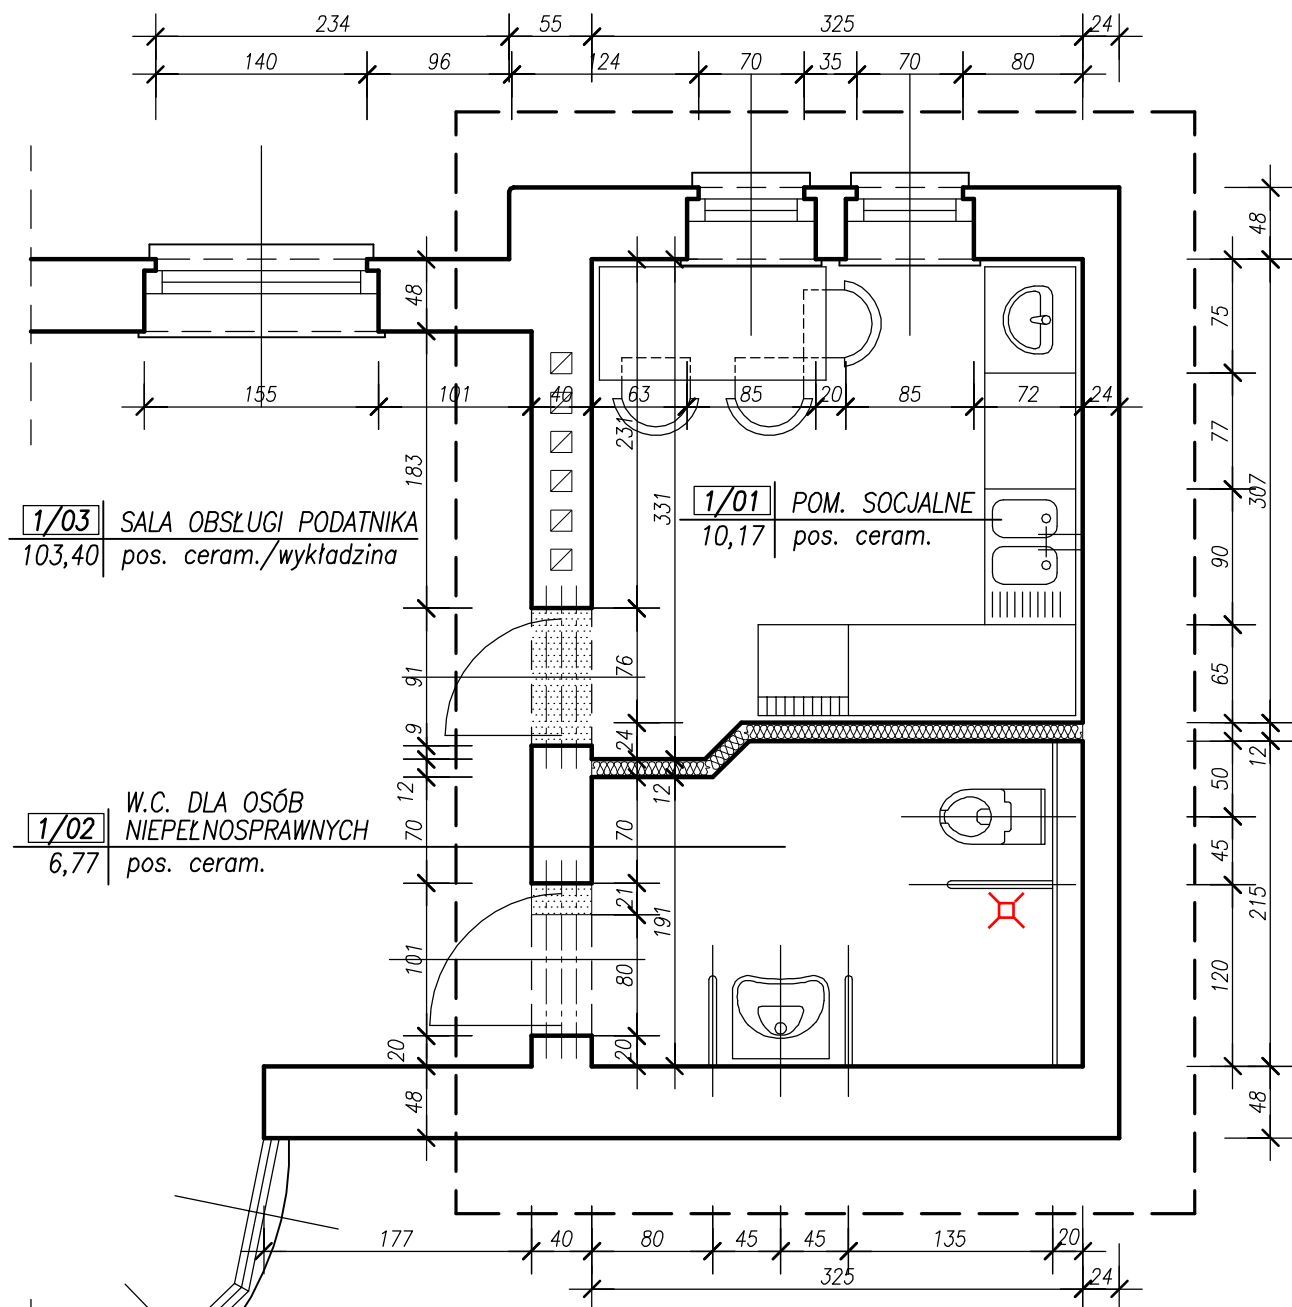 234 55 325 24
140 96 124 70 35 70 80
48
48
75
155 101 40 63 85 20 85 72 24
231
77
183
331
307
1/03 SALA OBSŁUGI PODATNIKA
103,40 pos. ceram./wykładzina
1/01 POM. SOCJALNE
10,17 pos. ceram.
90
91
76
65
9
24
12
12
12
50
W.C. DLA OSÓB
1/02 NIEPEŁNOSPRAWNYCH
6,77 pos. ceram.
70
70
45
21
191
215
101
80
120
20
20
48
48
177 40 80 45 45 135 20
325 24